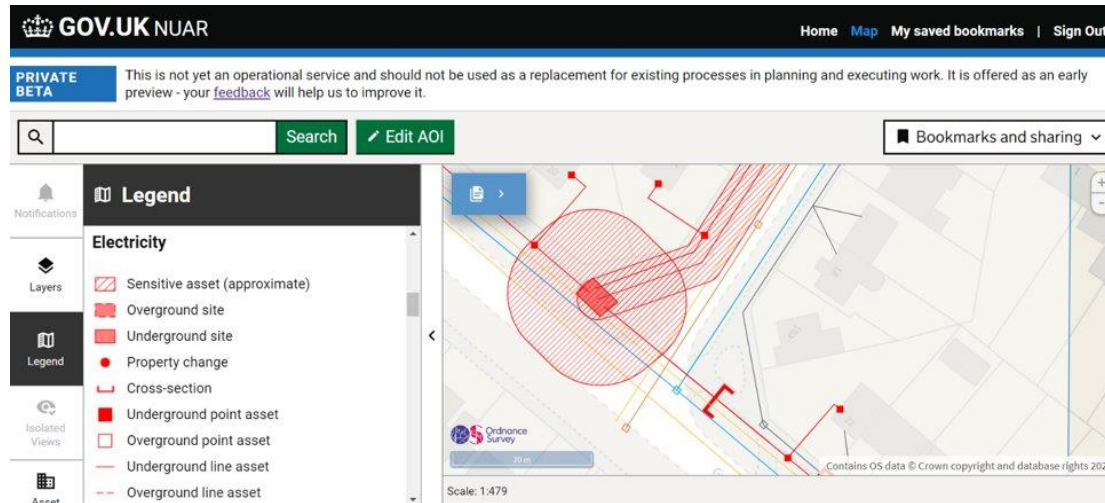 GOV.UK NUAR
Home Map My saved bookmarks | Sign Out
PRIVATE
BETA
This is not yet an operational service and should not be used as a replacement for existing processes in planning and executing work. It is offered as an early
preview - your feedback will help us to improve it.
Search
Edit AOI
Bookmarks and sharing
Notifications
Layers
Legend
Isolated
Views
Asset
Legend
Electricity
Sensitive asset (approximate)
Overground site
Underground site
Property change
Cross-section
Underground point asset
Overground point asset
Underground line asset
Overground line asset
+
-
Ordnance
Survey
20 m
Contains OS data © Crown copyright and database rights 202
Scale: 1:479